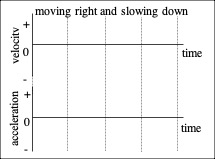 moving right and slowing down
+
velocity
0
time
-
+
acceleration
0
time
-